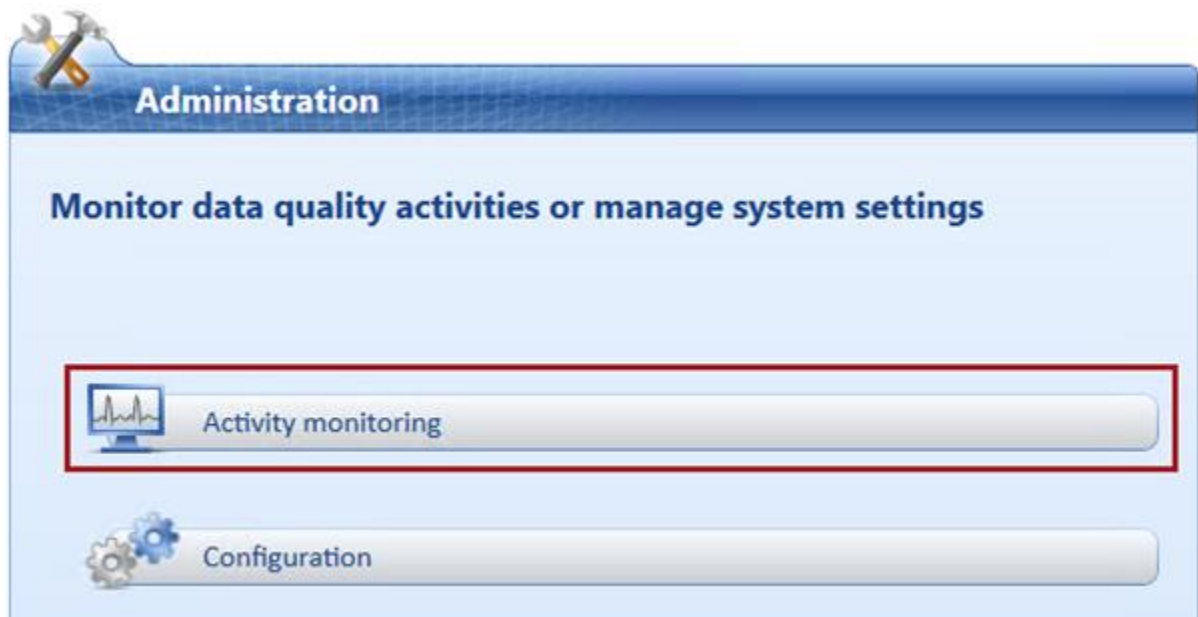 Administration
Monitor data quality activities or manage system settings
Activity monitoring
Configuration